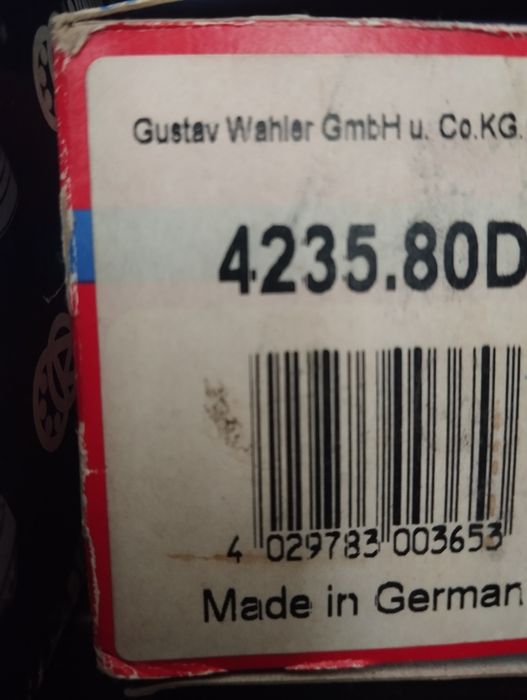 Gustav Wahler GmbH u. Co.KG.
4235.80D
4 029783 003653
Made in German